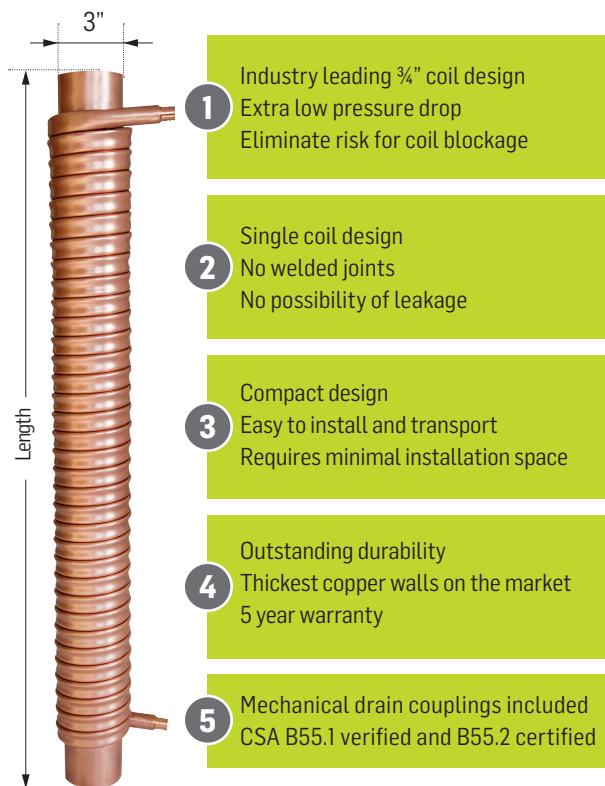 3”
Length
1
Industry leading ¾” coil design
Extra low pressure drop
Eliminate risk for coil blockage
2
Single coil design
No welded joints
No possibility of leakage
3
Compact design
Easy to install and transport
Requires minimal installation space
4
Outstanding durability
Thickest copper walls on the market
5 year warranty
5
Mechanical drain couplings included
CSA B55.1 verified and B55.2 certified